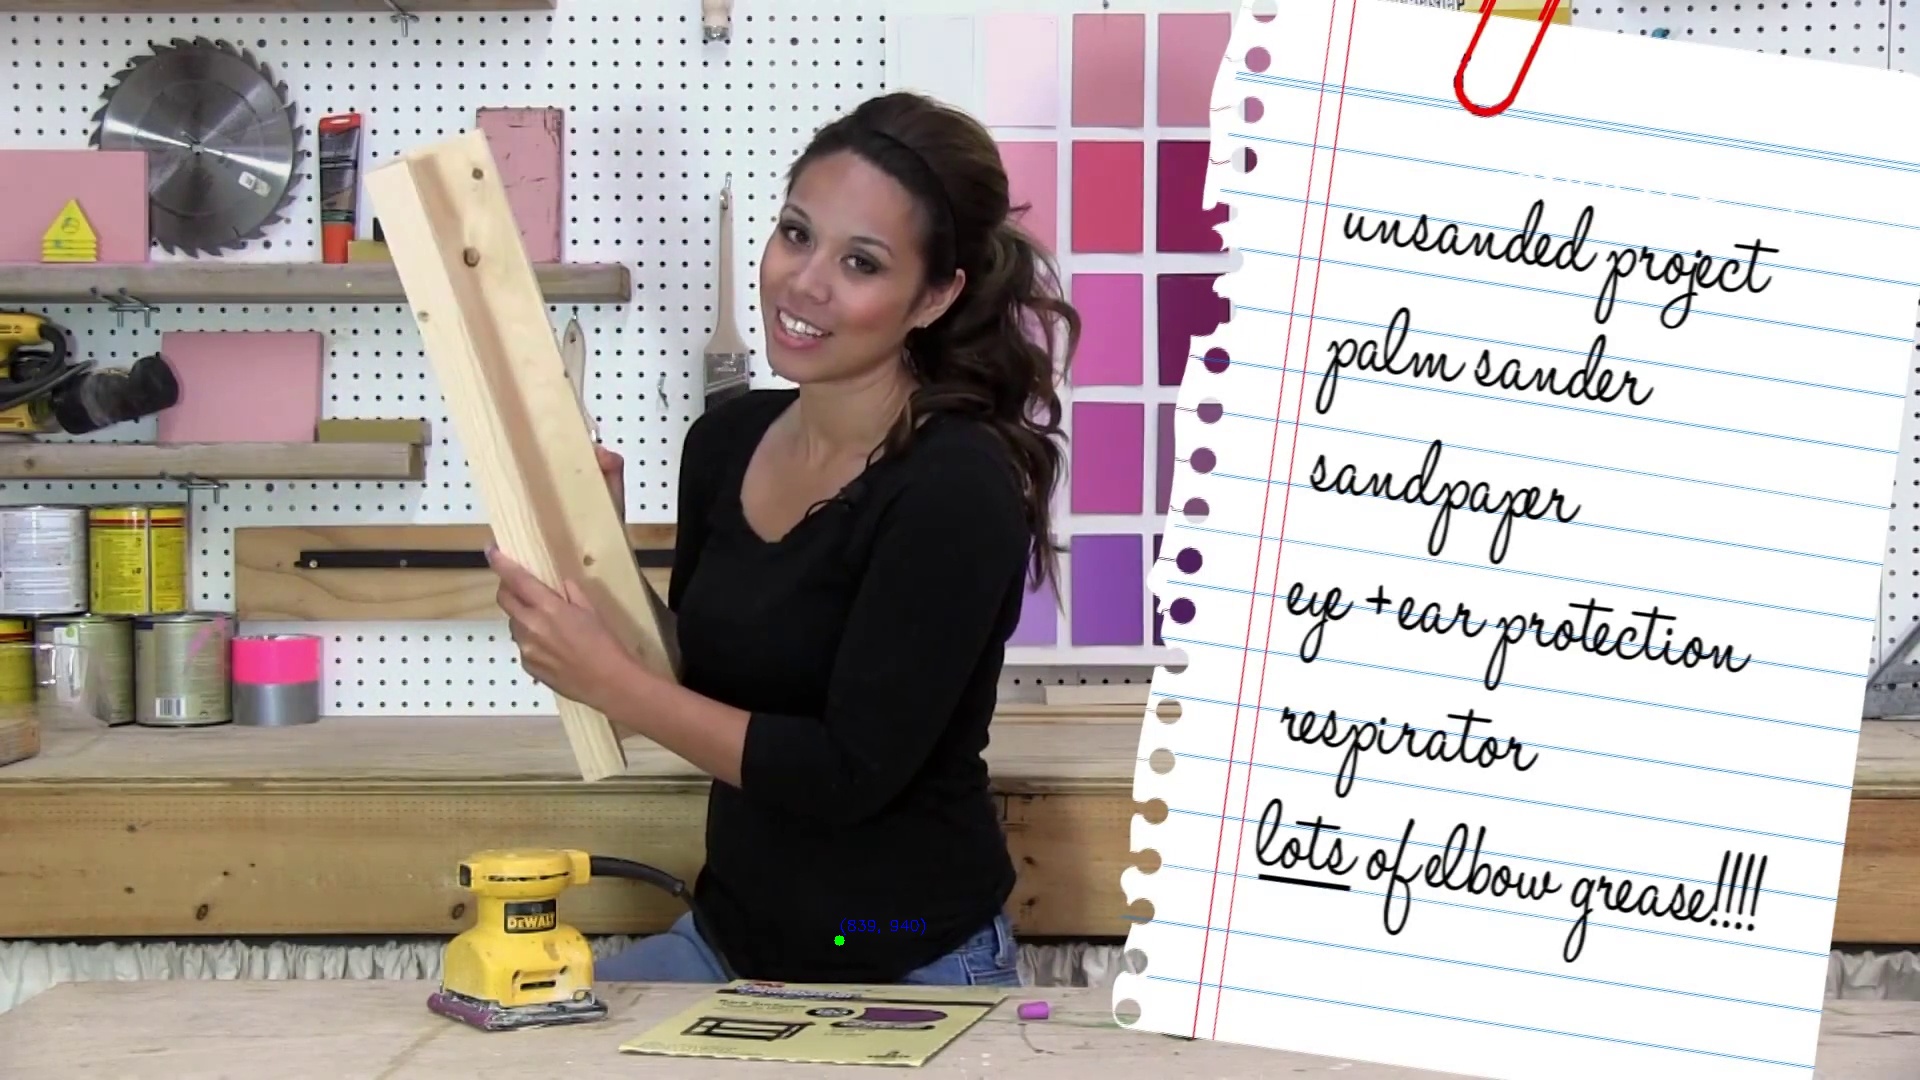 unsanded project
palm sander
sandpaper
eye + ear protection
respirator
lots of elbow grease!!!!
DEWALT
(839, 940)